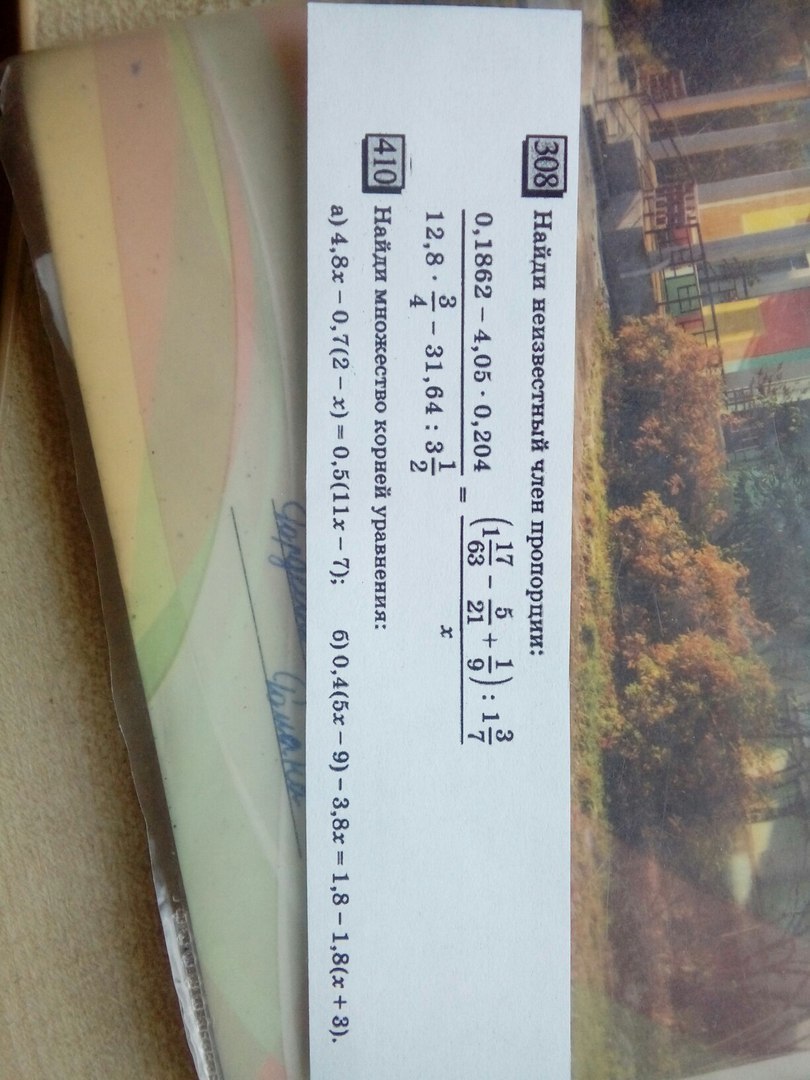 308 Найди неизвестный член пропорции:
0,1862 − 4,05 · 0,204 / 12,8 · 3/4 − 31,64 : 3 1/2 = (1 17/63 − 5/21 + 1/9) : 1 3/7 / x
410 Найди множество корней уравнения:
а) 4,8x − 0,7(2 − x) = 0,5(11x − 7); б) 0,4(5x − 9) − 3,8x = 1,8 − 1,8(x + 3).